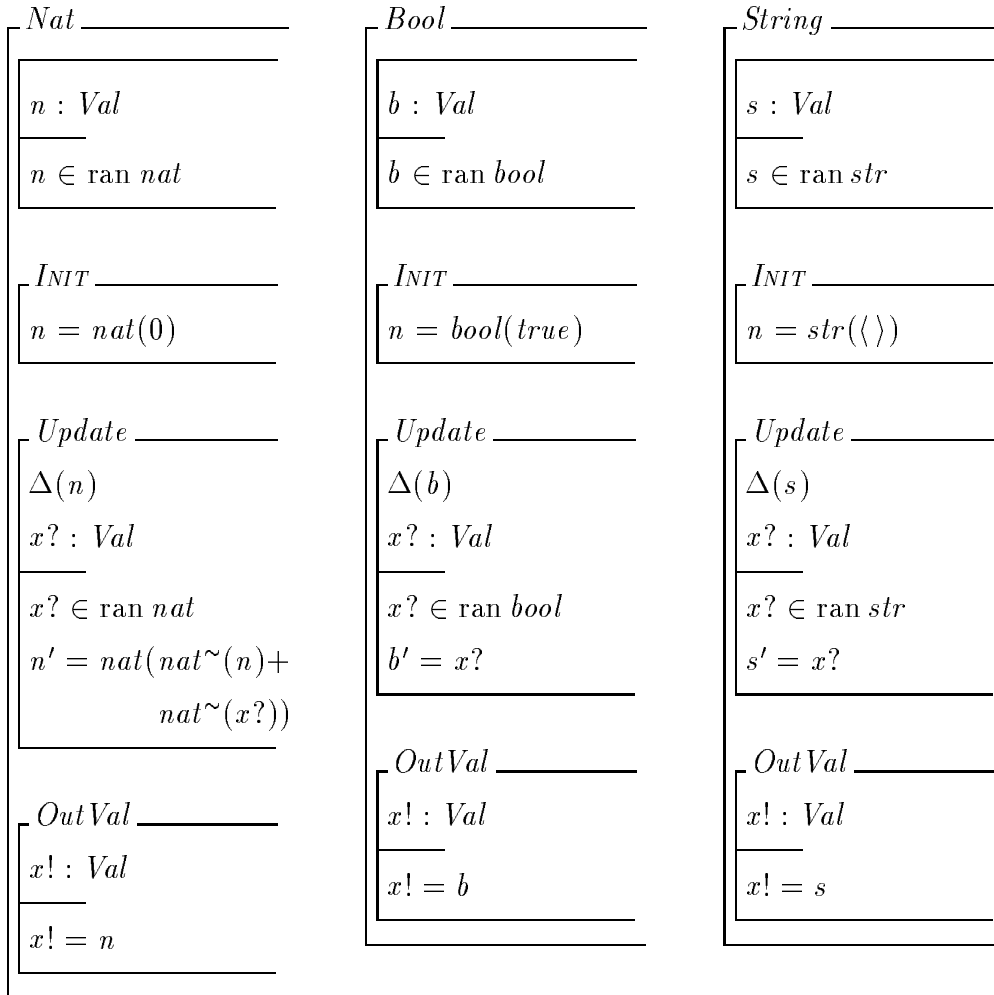 Nat
n : Val
n ∈ ran nat
INIT
n = nat(0)
Update
Δ(n)
x? : Val
x? ∈ ran nat
n′ = nat(nat~(n)+
nat~(x?))
OutVal
x! : Val
x! = n
Bool
b : Val
b ∈ ran bool
INIT
n = bool(true)
Update
Δ(b)
x? : Val
x? ∈ ran bool
b′ = x?
OutVal
x! : Val
x! = b
String
s : Val
s ∈ ran str
INIT
n = str(⟨ ⟩)
Update
Δ(s)
x? : Val
x? ∈ ran str
s′ = x?
OutVal
x! : Val
x! = s